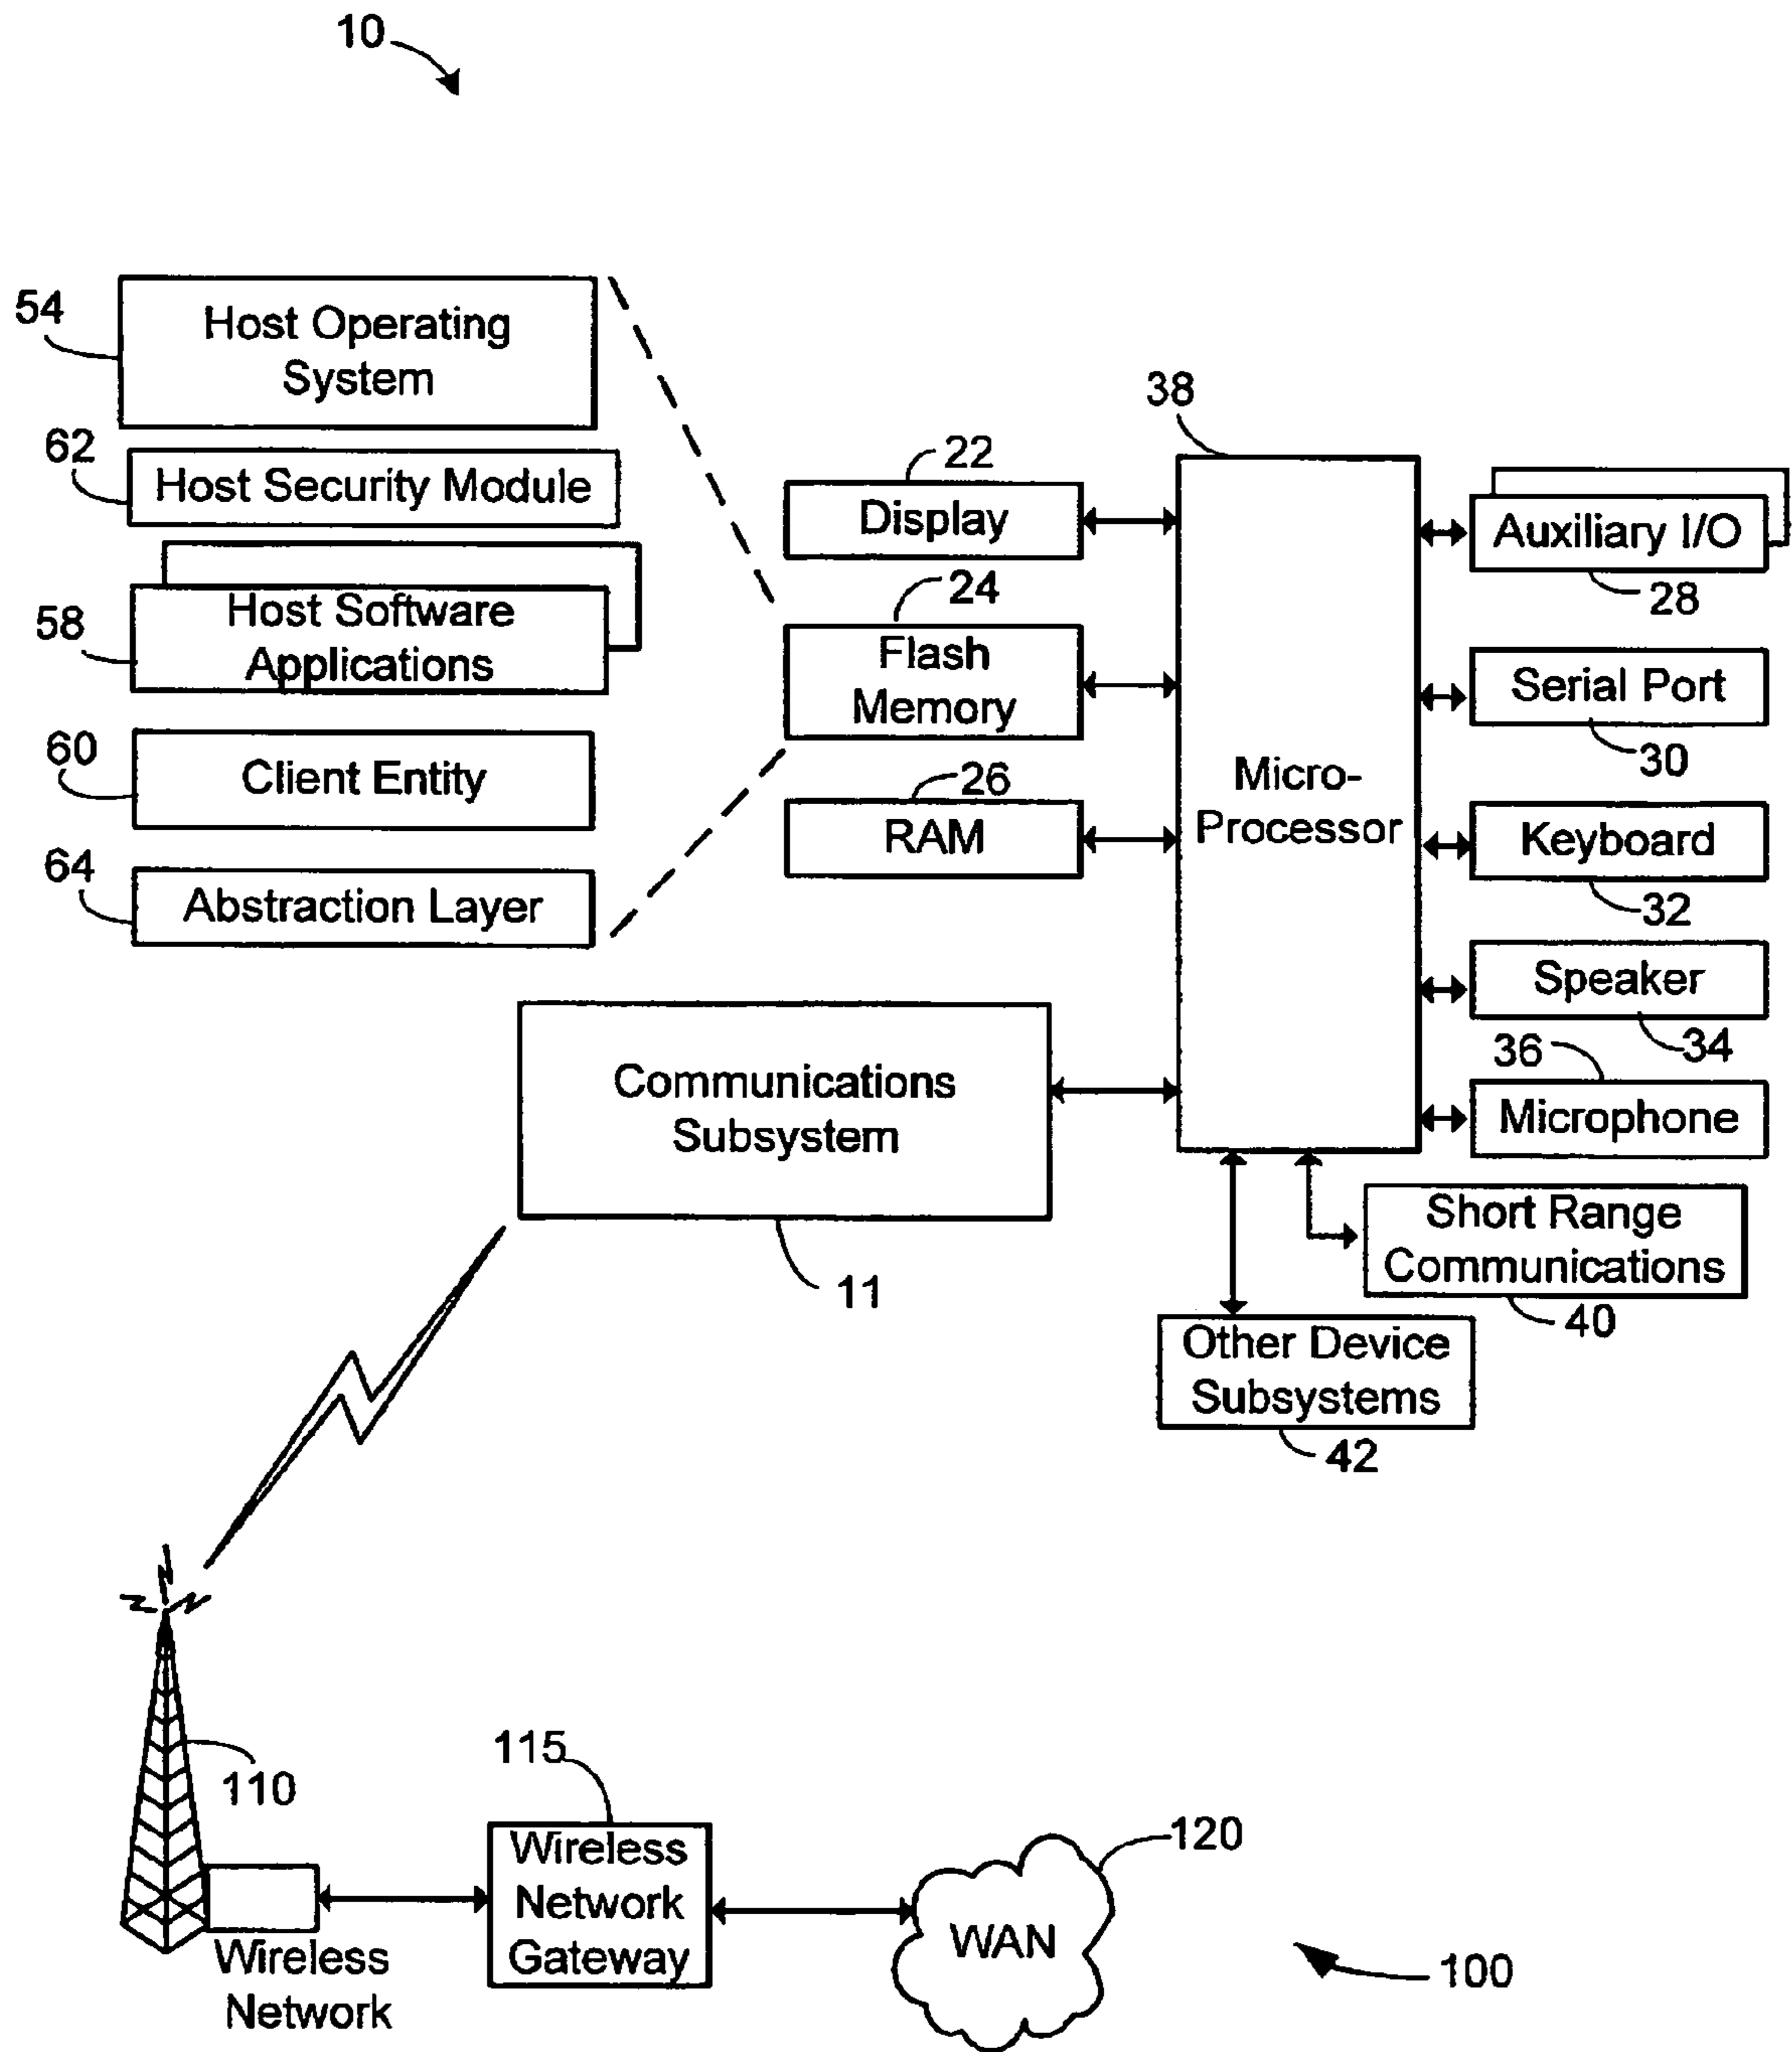 10
54
Host Operating
System
62
Host Security Module
58
Host Software
Applications
60
Client Entity
64
Abstraction Layer
22
Display
24
Flash
Memory
26
RAM
38
Micro-
Processor
Auxiliary I/O
28
Serial Port
30
Keyboard
32
Speaker
34
36
Microphone
Short Range
Communications
40
Other Device
Subsystems
42
Communications
Subsystem
11
110
Wireless
Network
115
Wireless
Network
Gateway
120
WAN
100